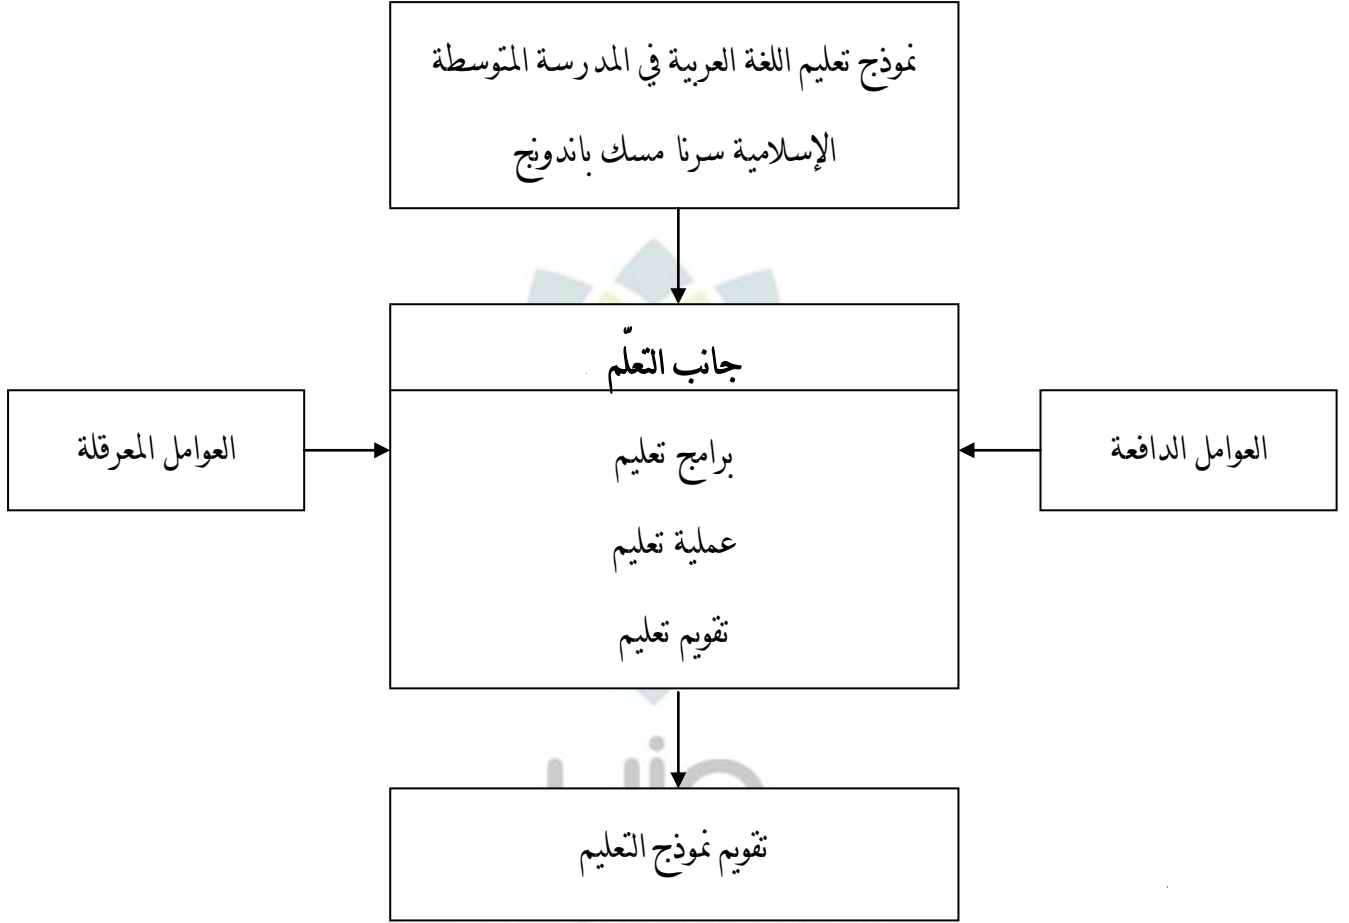 نموذج تعليم اللغة العربية في المدرسة المتوسطة
الإسلامية سرنا مسك باندونج
جانب التعلّم
العوامل الدافعة
برامج تعليم
العوامل المعرقلة
عملية تعليم
تقويم تعليم
uin
تقويم نموذج التعليم